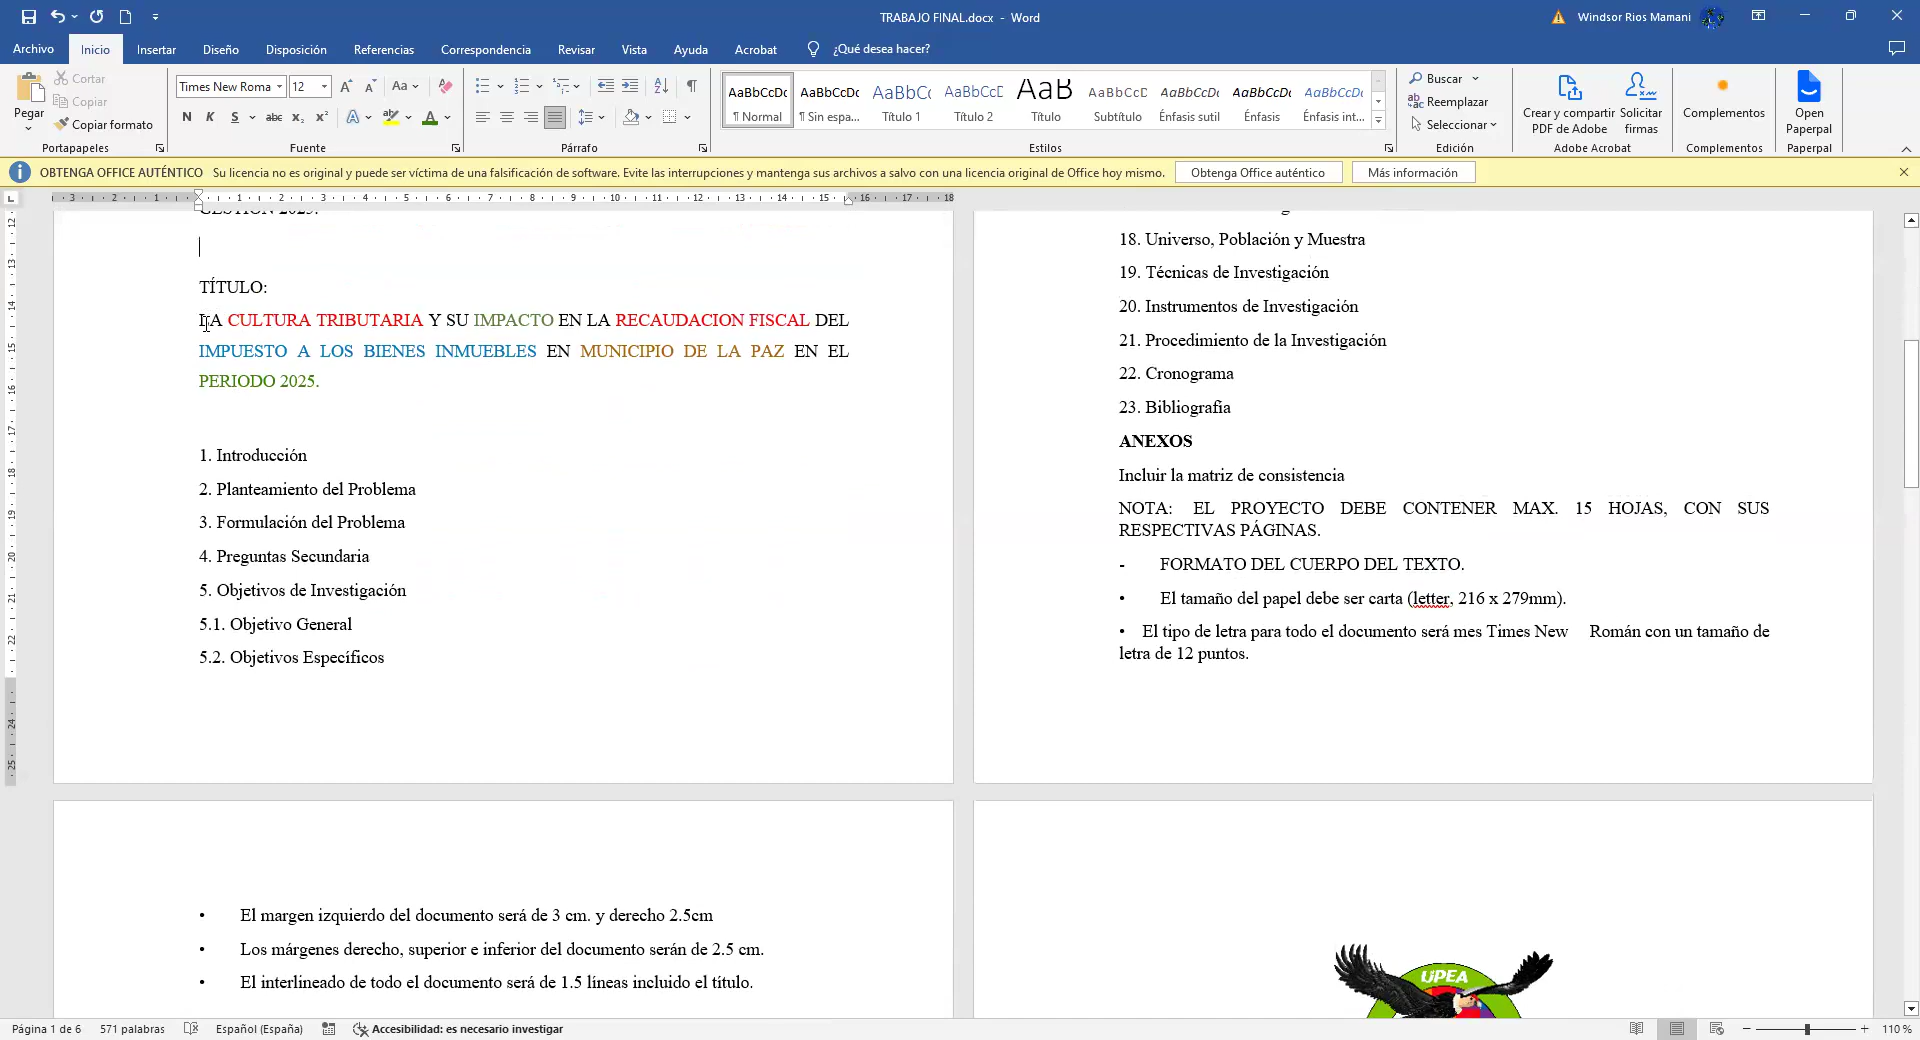 TRABAJO FINAL.docx - Word
Windsor Rios Mamani
Archivo Inicio Insertar Diseño Disposición Referencias Correspondencia Revisar Vista Ayuda Acrobat ¿Qué desea hacer?
Pegar
Cortar
Copiar
Copiar formato
Portapapeles
Times New Roma 12
Aa
N K S abc x₂ x²
Fuente
Párrafo
AaBbCcDc AaBbCcDc AaBbCc AaBbCcD AaB AaBbCcD AaBbCcDc AaBbCcDc AaBbCcDc
¶ Normal ¶ Sin espa... Título 1 Título 2 Título Subtítulo Énfasis sutil Énfasis Énfasis int...
Estilos
Buscar
Reemplazar
Seleccionar
Edición
Crear y compartir PDF de Adobe
Solicitar firmas
Adobe Acrobat
Complementos
Complementos
Open Paperpal
Paperpal
OBTENGA OFFICE AUTÉNTICO Su licencia no es original y puede ser víctima de una falsificación de software. Evite las interrupciones y mantenga sus archivos a salvo con una licencia original de Office hoy mismo. Obtenga Office auténtico Más información
GESTIÓN 2025.
TÍTULO:
LA CULTURA TRIBUTARIA Y SU IMPACTO EN LA RECAUDACION FISCAL DEL
IMPUESTO A LOS BIENES INMUEBLES EN MUNICIPIO DE LA PAZ EN EL
PERIODO 2025.
1. Introducción
2. Planteamiento del Problema
3. Formulación del Problema
4. Preguntas Secundaria
5. Objetivos de Investigación
5.1. Objetivo General
5.2. Objetivos Específicos
18. Universo, Población y Muestra
19. Técnicas de Investigación
20. Instrumentos de Investigación
21. Procedimiento de la Investigación
22. Cronograma
23. Bibliografía
ANEXOS
Incluir la matriz de consistencia
NOTA: EL PROYECTO DEBE CONTENER MAX. 15 HOJAS, CON SUS
RESPECTIVAS PÁGINAS.
- FORMATO DEL CUERPO DEL TEXTO.
• El tamaño del papel debe ser carta (letter, 216 x 279mm).
• El tipo de letra para todo el documento será mes Times New Román con un tamaño de
letra de 12 puntos.
• El margen izquierdo del documento será de 3 cm. y derecho 2.5cm
• Los márgenes derecho, superior e inferior del documento serán de 2.5 cm.
• El interlineado de todo el documento será de 1.5 líneas incluido el título.
UPEA
Página 1 de 6 571 palabras Español (España) Accesibilidad: es necesario investigar 110 %